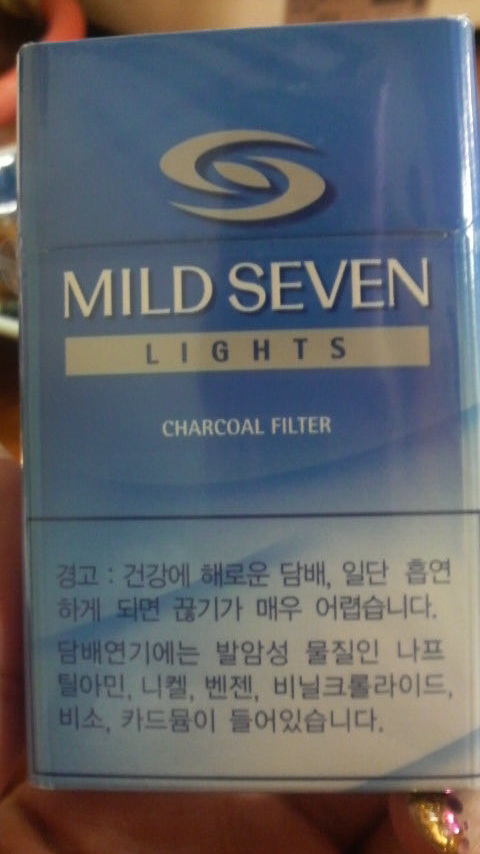 MILD SEVEN
LIGHTS
CHARCOAL FILTER
경고 : 건강에 해로운 담배, 일단 흡연
하게 되면 끊기가 매우 어렵습니다.
담배연기에는 발암성 물질인 나프
틸아민, 니켈, 벤젠, 비닐크롤라이드,
비소, 카드뮴이 들어있습니다.